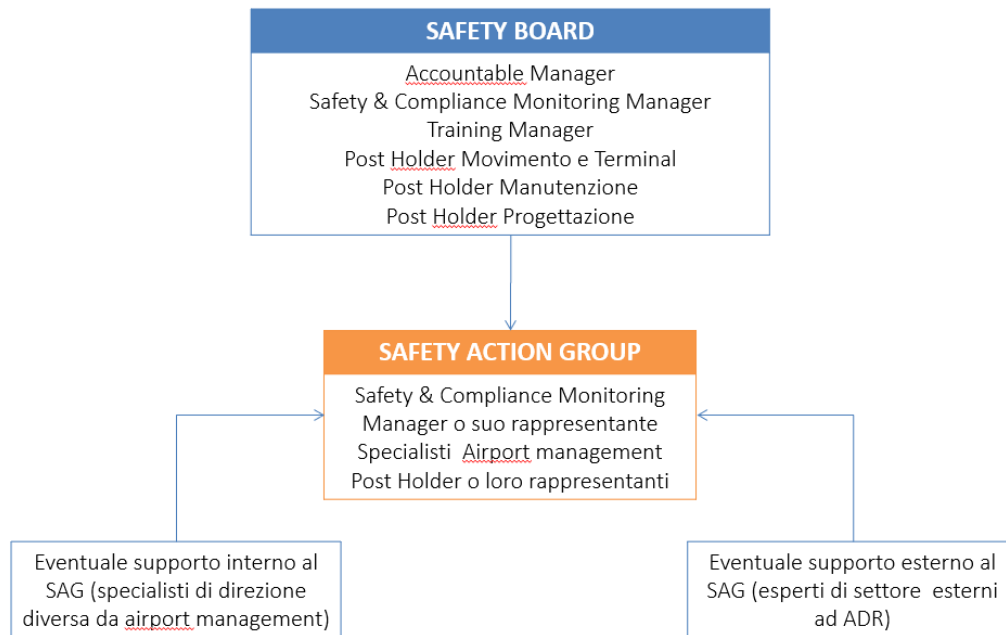 SAFETY BOARD
Accountable Manager
Safety & Compliance Monitoring Manager
Training Manager
Post Holder Movimento e Terminal
Post Holder Manutenzione
Post Holder Progettazione
SAFETY ACTION GROUP
Safety & Compliance Monitoring
Manager o suo rappresentante
Specialisti Airport management
Post Holder o loro rappresentanti
Eventuale supporto interno al
SAG (specialisti di direzione
diversa da airport management)
Eventuale supporto esterno al
SAG (esperti di settore esterni
ad ADR)